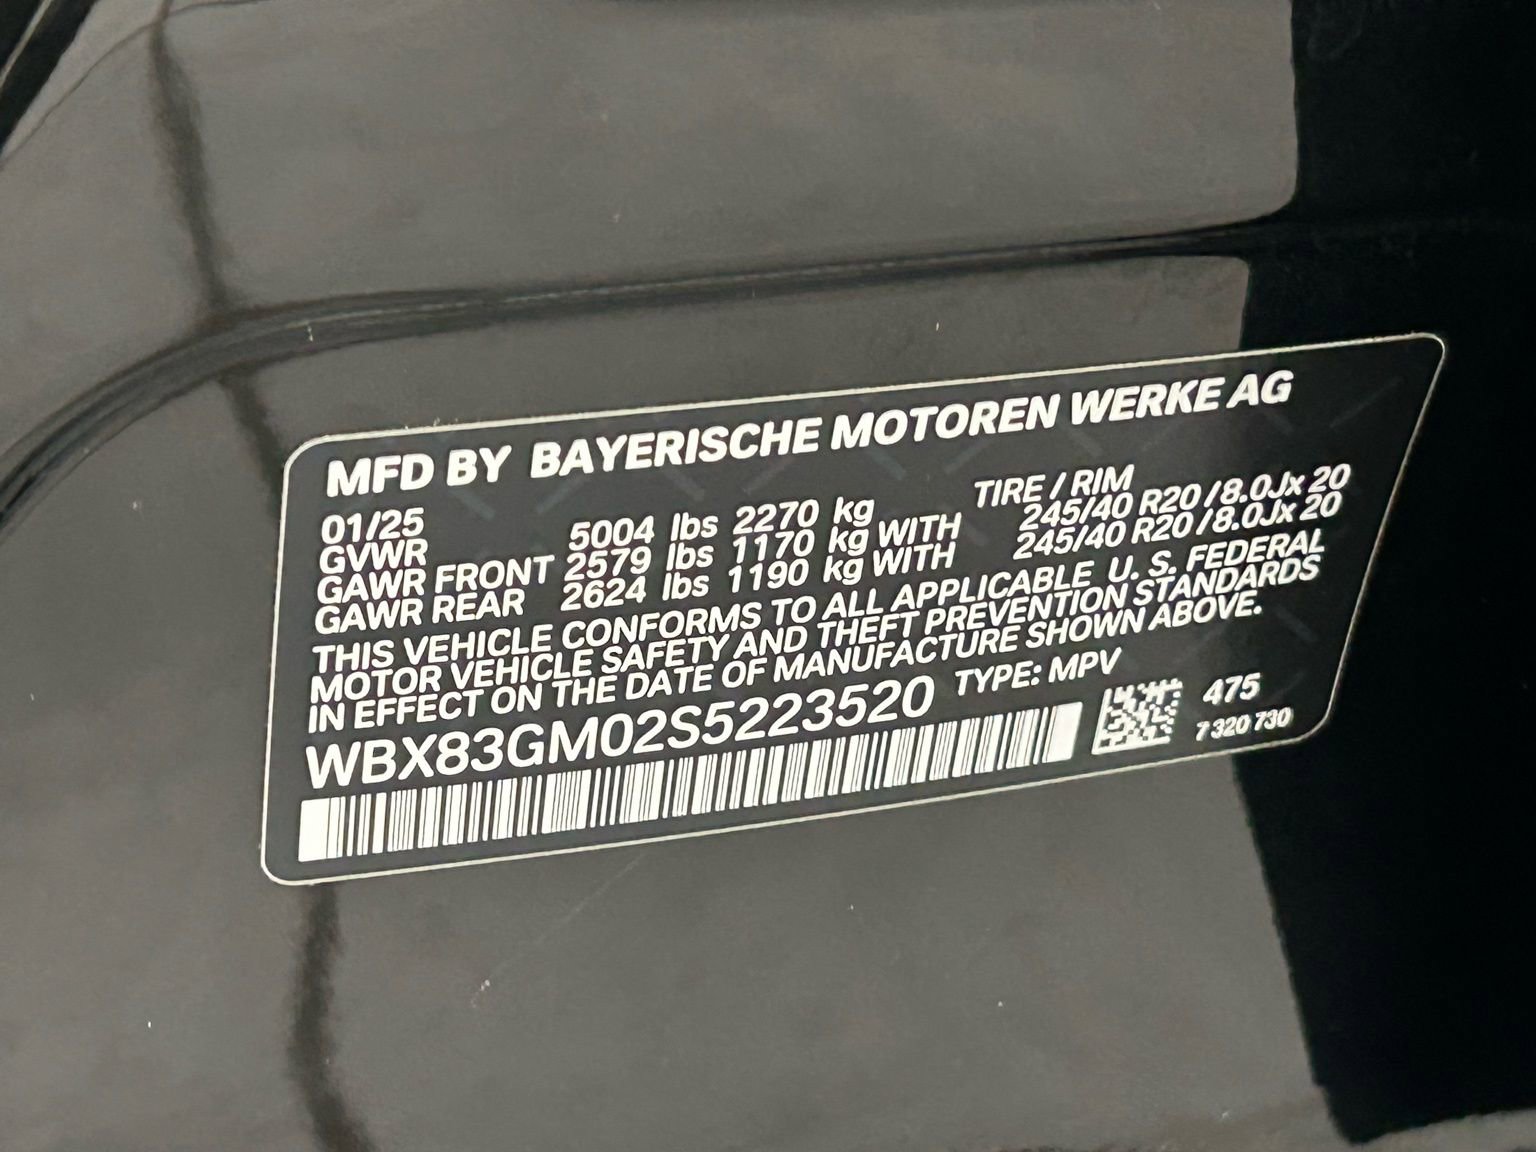 MFD BY BAYERISCHE MOTOREN WERKE AG
01/25 TIRE / RIM
GVWR 5004 lbs 2270 kg
GAWR FRONT 2579 lbs 1170 kg WITH 245/40 R20 / 8.0Jx 20
GAWR REAR 2624 lbs 1190 kg WITH 245/40 R20 / 8.0Jx 20
THIS VEHICLE CONFORMS TO ALL APPLICABLE U. S. FEDERAL
MOTOR VEHICLE SAFETY AND THEFT PREVENTION STANDARDS
IN EFFECT ON THE DATE OF MANUFACTURE SHOWN ABOVE.
WBX83GM02S5223520 TYPE: MPV
475
7 320 730